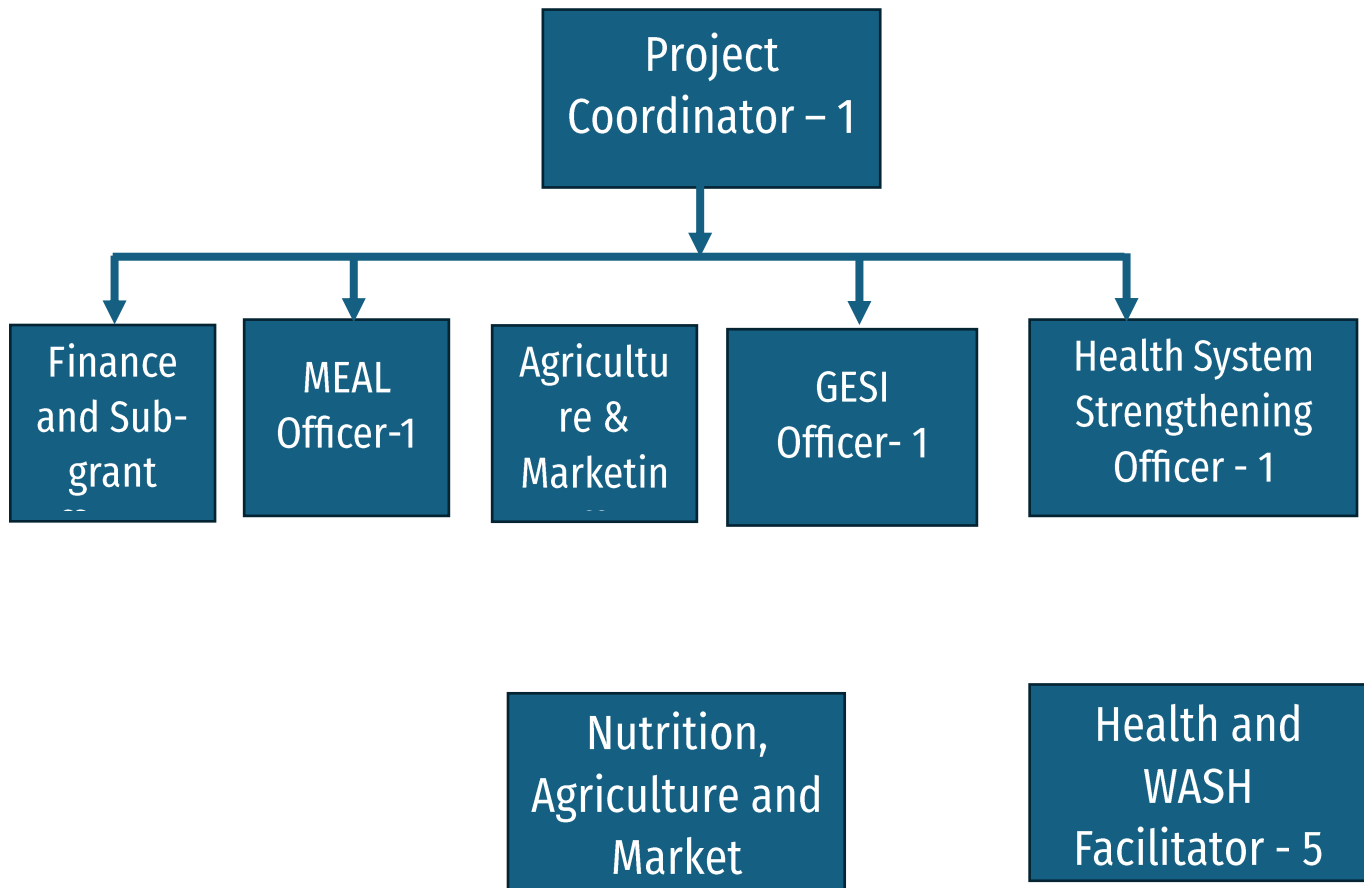 Project
Coordinator – 1
Finance
and Sub-
grant
MEAL
Officer-1
Agricultu
re &
Marketin
GESI
Officer- 1
Health System
Strengthening
Officer - 1
Nutrition,
Agriculture and
Market
Health and
WASH
Facilitator - 5